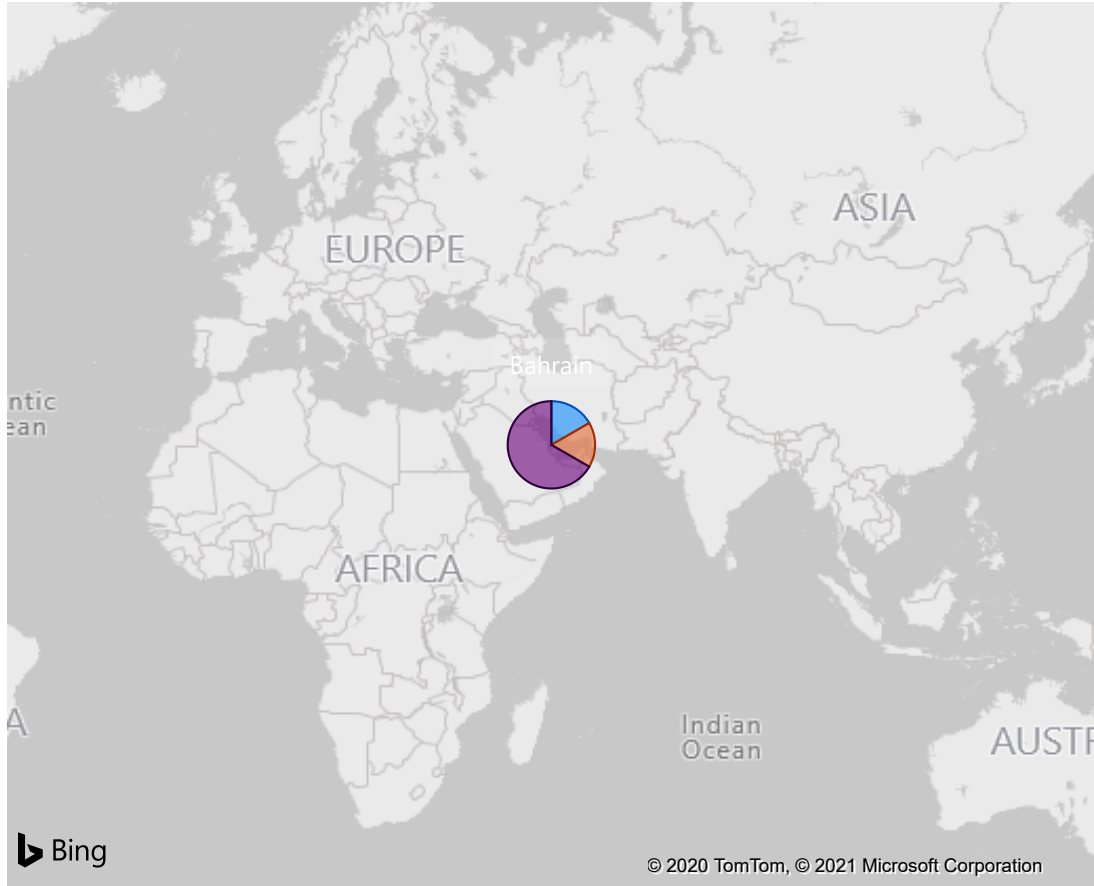 ASIA
EUROPE
Bahrain
ntic
ean
AFRICA
Indian
Ocean
A
AUSTR
Bing
© 2020 TomTom, © 2021 Microsoft Corporation